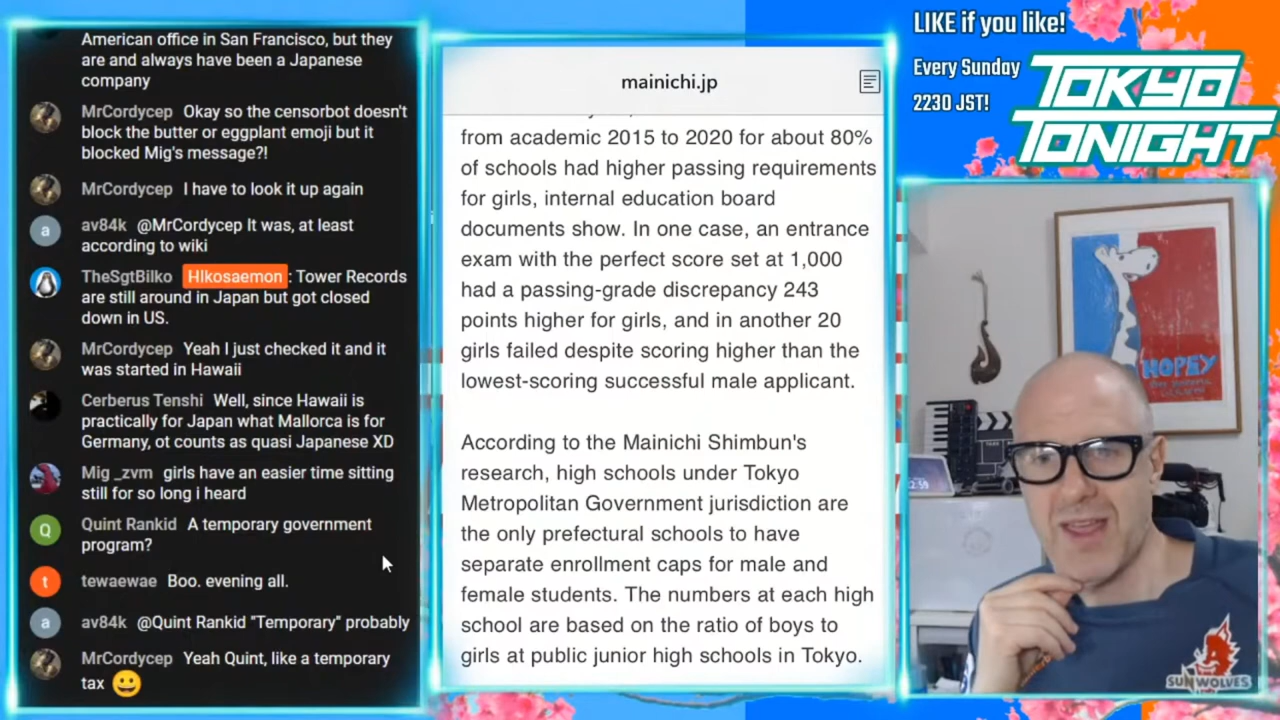 American office in San Francisco, but they
are and always have been a Japanese
company
MrCordycep Okay so the censorbot doesn't
block the butter or eggplant emoji but it
blocked Mig's message?!
MrCordycep I have to look it up again
a
av84k @MrCordycep It was, at least
according to wiki
TheSgtBilko HIkosaemon : Tower Records
are still around in Japan but got closed
down in US.
MrCordycep Yeah I just checked it and it
was started in Hawaii
Cerberus Tenshi Well, since Hawaii is
practically for Japan what Mallorca is for
Germany, ot counts as quasi Japanese XD
Mig _zvm girls have an easier time sitting
still for so long i heard
Q
Quint Rankid A temporary government
program?
t
tewaewae Boo. evening all.
a
av84k @Quint Rankid "Temporary" probably
MrCordycep Yeah Quint, like a temporary
tax 😀
mainichi.jp
from academic 2015 to 2020 for about 80%
of schools had higher passing requirements
for girls, internal education board
documents show. In one case, an entrance
exam with the perfect score set at 1,000
had a passing-grade discrepancy 243
points higher for girls, and in another 20
girls failed despite scoring higher than the
lowest-scoring successful male applicant.
According to the Mainichi Shimbun's
research, high schools under Tokyo
Metropolitan Government jurisdiction are
the only prefectural schools to have
separate enrollment caps for male and
female students. The numbers at each high
school are based on the ratio of boys to
girls at public junior high schools in Tokyo.
LIKE if you like!
Every Sunday
2230 JST!
TOKYO
TONIGHT
NOPEY
SUNWOLVES